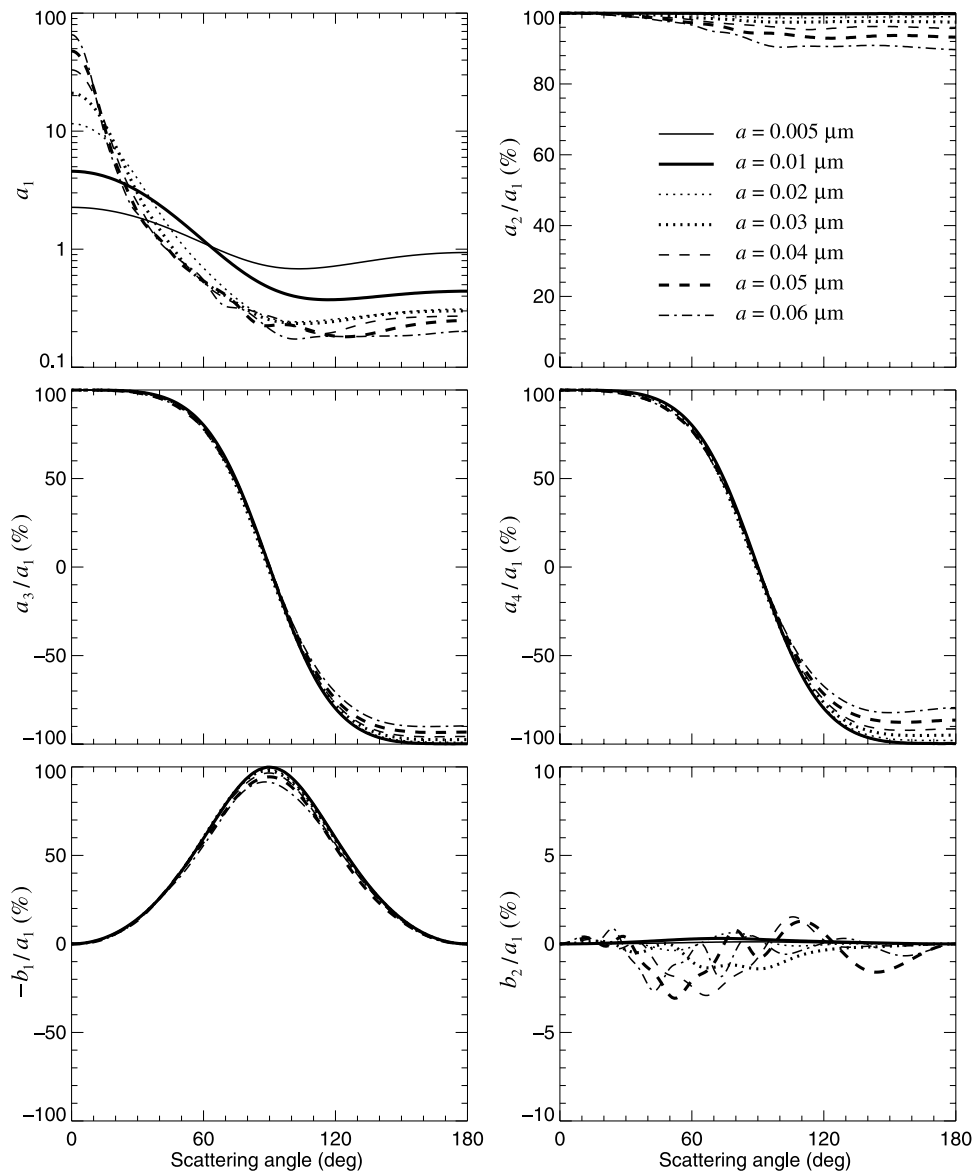 100
10
1
0.1
a₁
100
80
60
40
20
0
a₂/a₁ (%)
a = 0.005 µm
a = 0.01 µm
a = 0.02 µm
a = 0.03 µm
a = 0.04 µm
a = 0.05 µm
a = 0.06 µm
100
50
0
−50
−100
a₃/a₁ (%)
100
50
0
−50
−100
a₄/a₁ (%)
100
50
0
−50
−100
−b₁/a₁ (%)
0 60 120 180
Scattering angle (deg)
10
5
0
−5
−10
b₂/a₁ (%)
0 60 120 180
Scattering angle (deg)